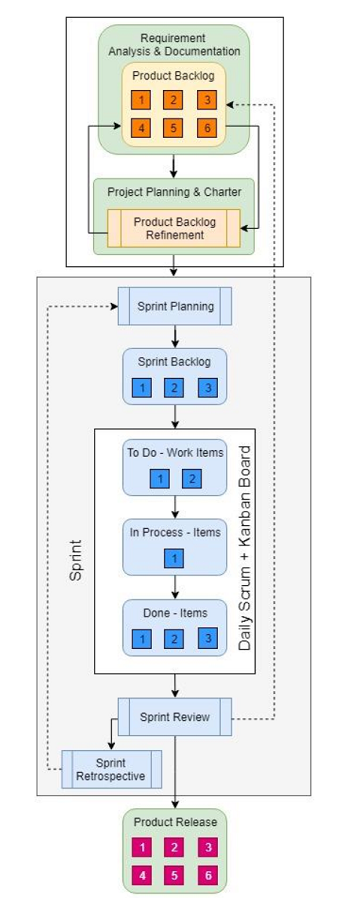 Requirement
Analysis & Documentation
Product Backlog
1 2 3
4 5 6
Project Planning & Charter
Product Backlog
Refinement
Sprint Planning
Sprint Backlog
1 2 3
To Do - Work Items
1 2
In Process - Items
1
Done - Items
1 2 3
Sprint
Daily Scrum + Kanban Board
Sprint Review
Sprint
Retrospective
Product Release
1 2 3
4 5 6